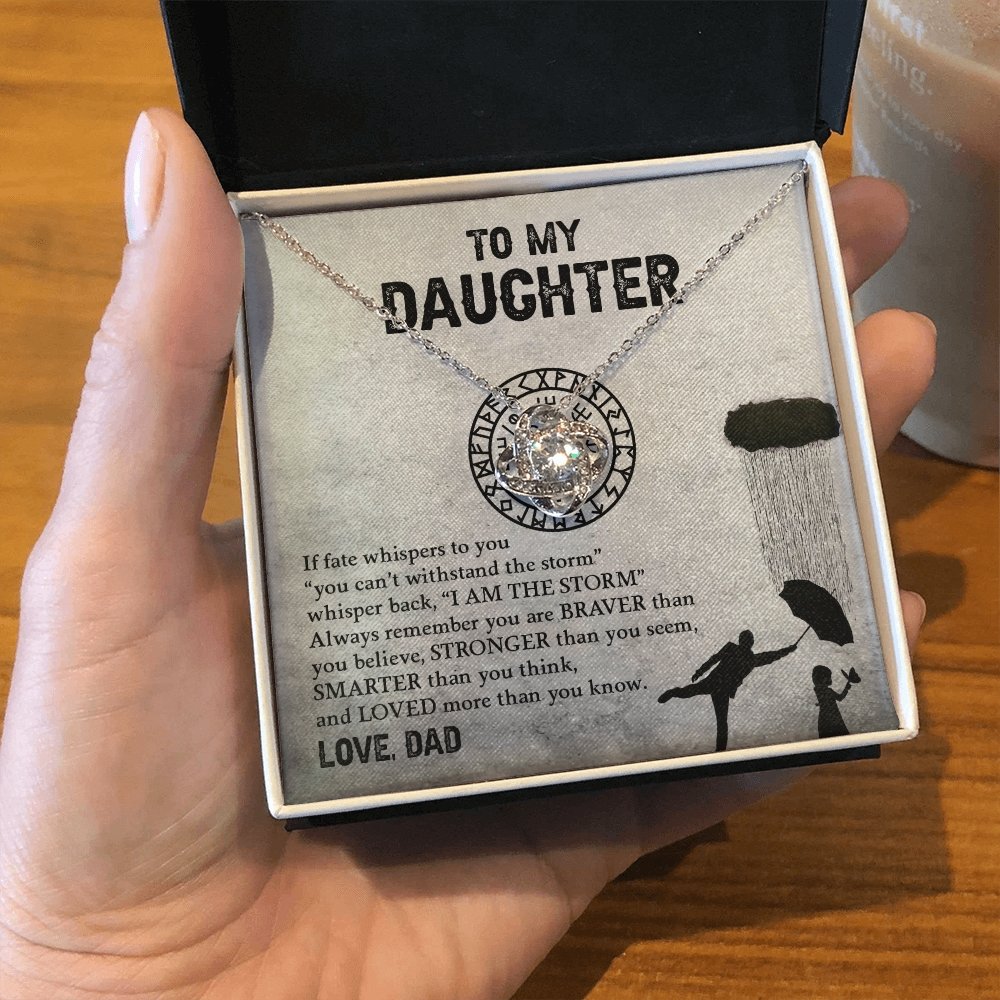 TO MY
DAUGHTER,
If fate whispers to you
“you can’t withstand the storm”
whisper back, “I AM THE STORM”
Always remember you are BRAVER than
you believe, STRONGER than you seem,
SMARTER than you think,
and LOVED more than you know.
LOVE, DAD